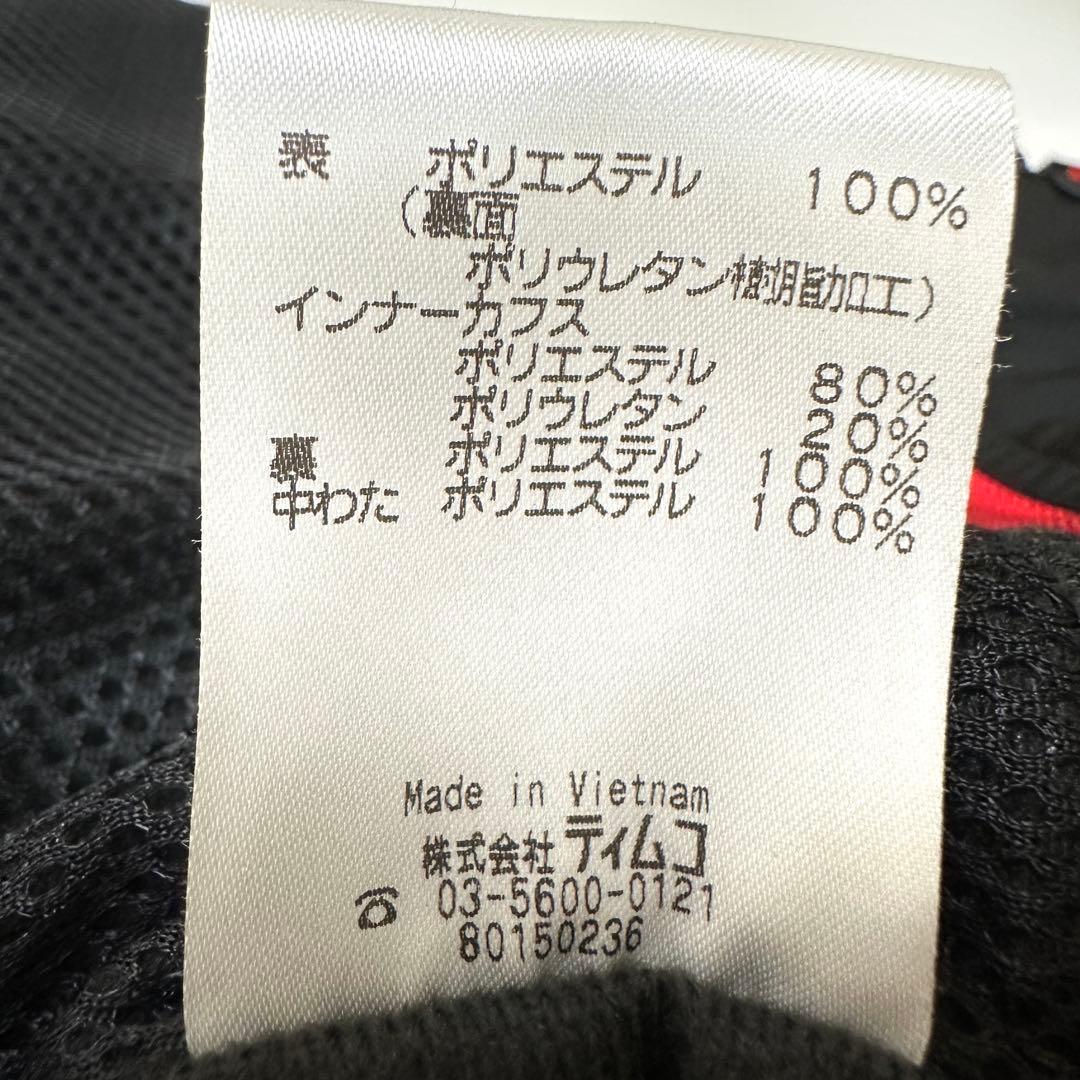 表 ポリエステル 100%
(裏面
ポリウレタン樹脂加工)
インナーカフス
ポリエステル 80%
ポリウレタン 20%
裏 ポリエステル 100%
中わた ポリエステル 100%
Made in Vietnam
株式会社 ティムコ
☎ 03-5600-0121
80150236